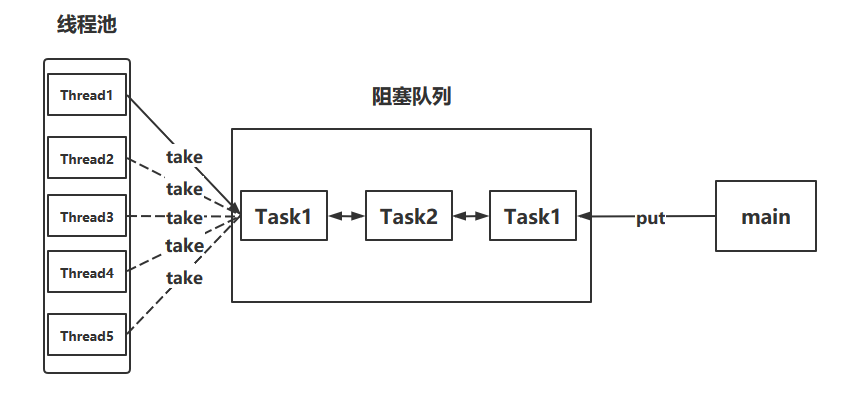 线程池
阻塞队列
Thread1
Thread2
Thread3
Thread4
Thread5
take
take
take
take
take
Task1
Task2
Task1
put
main